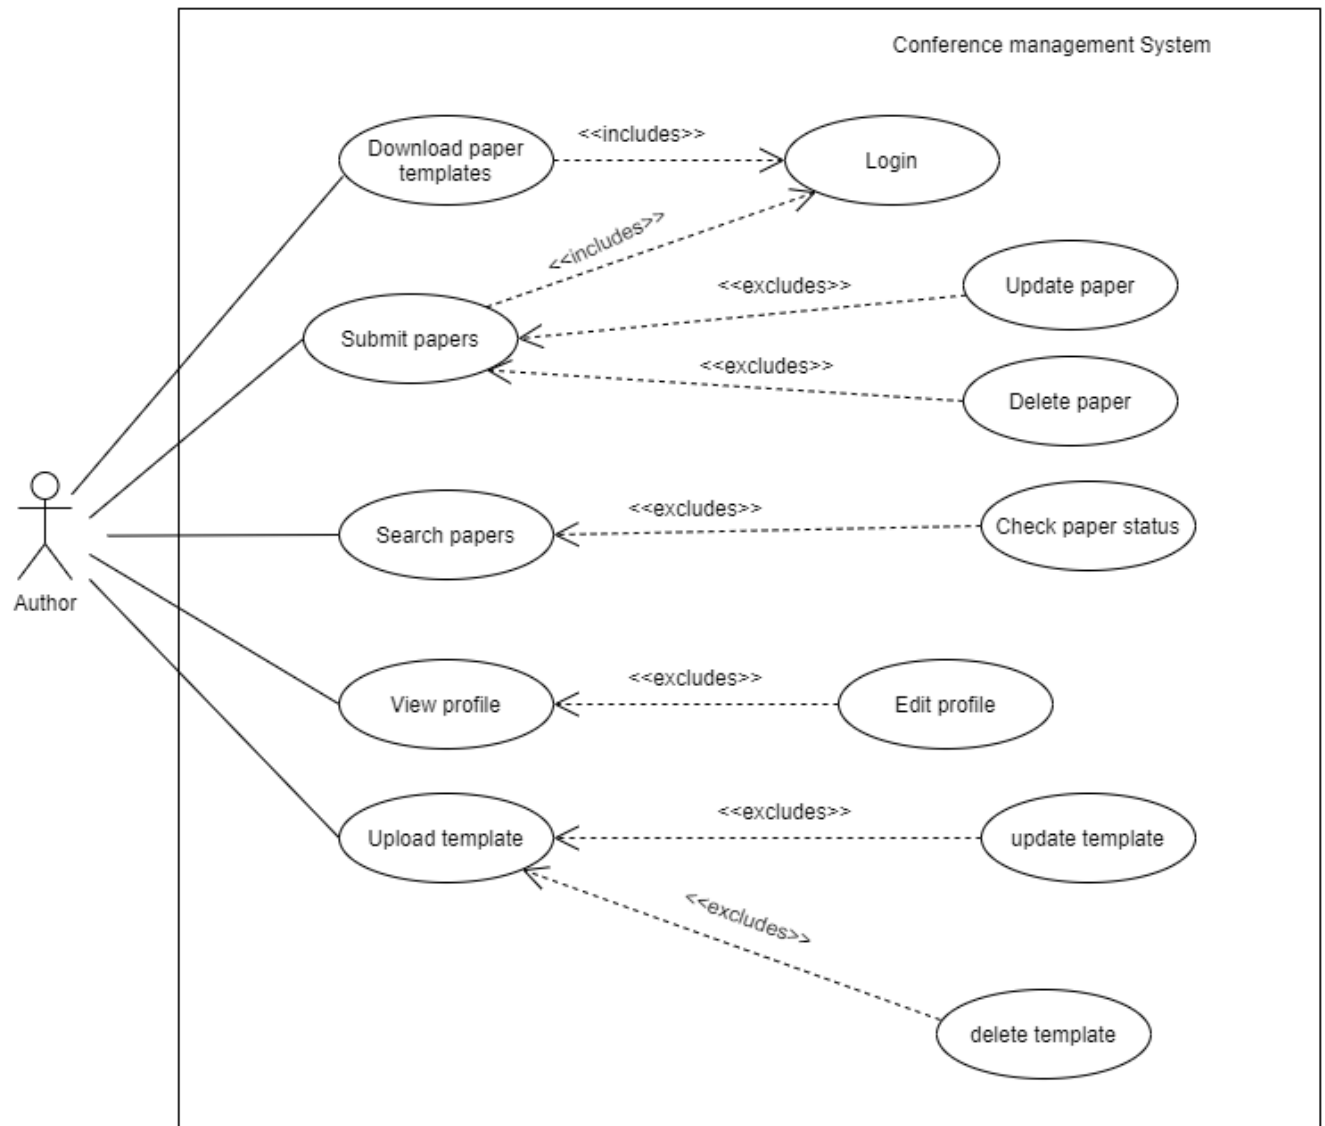 Conference management System
Download paper
templates
<<includes>>
Login
<<includes>>
Submit papers
<<excludes>>
Update paper
<<excludes>>
Delete paper
Author
Search papers
<<excludes>>
Check paper status
View profile
<<excludes>>
Edit profile
Upload template
<<excludes>>
update template
<<excludes>>
delete template